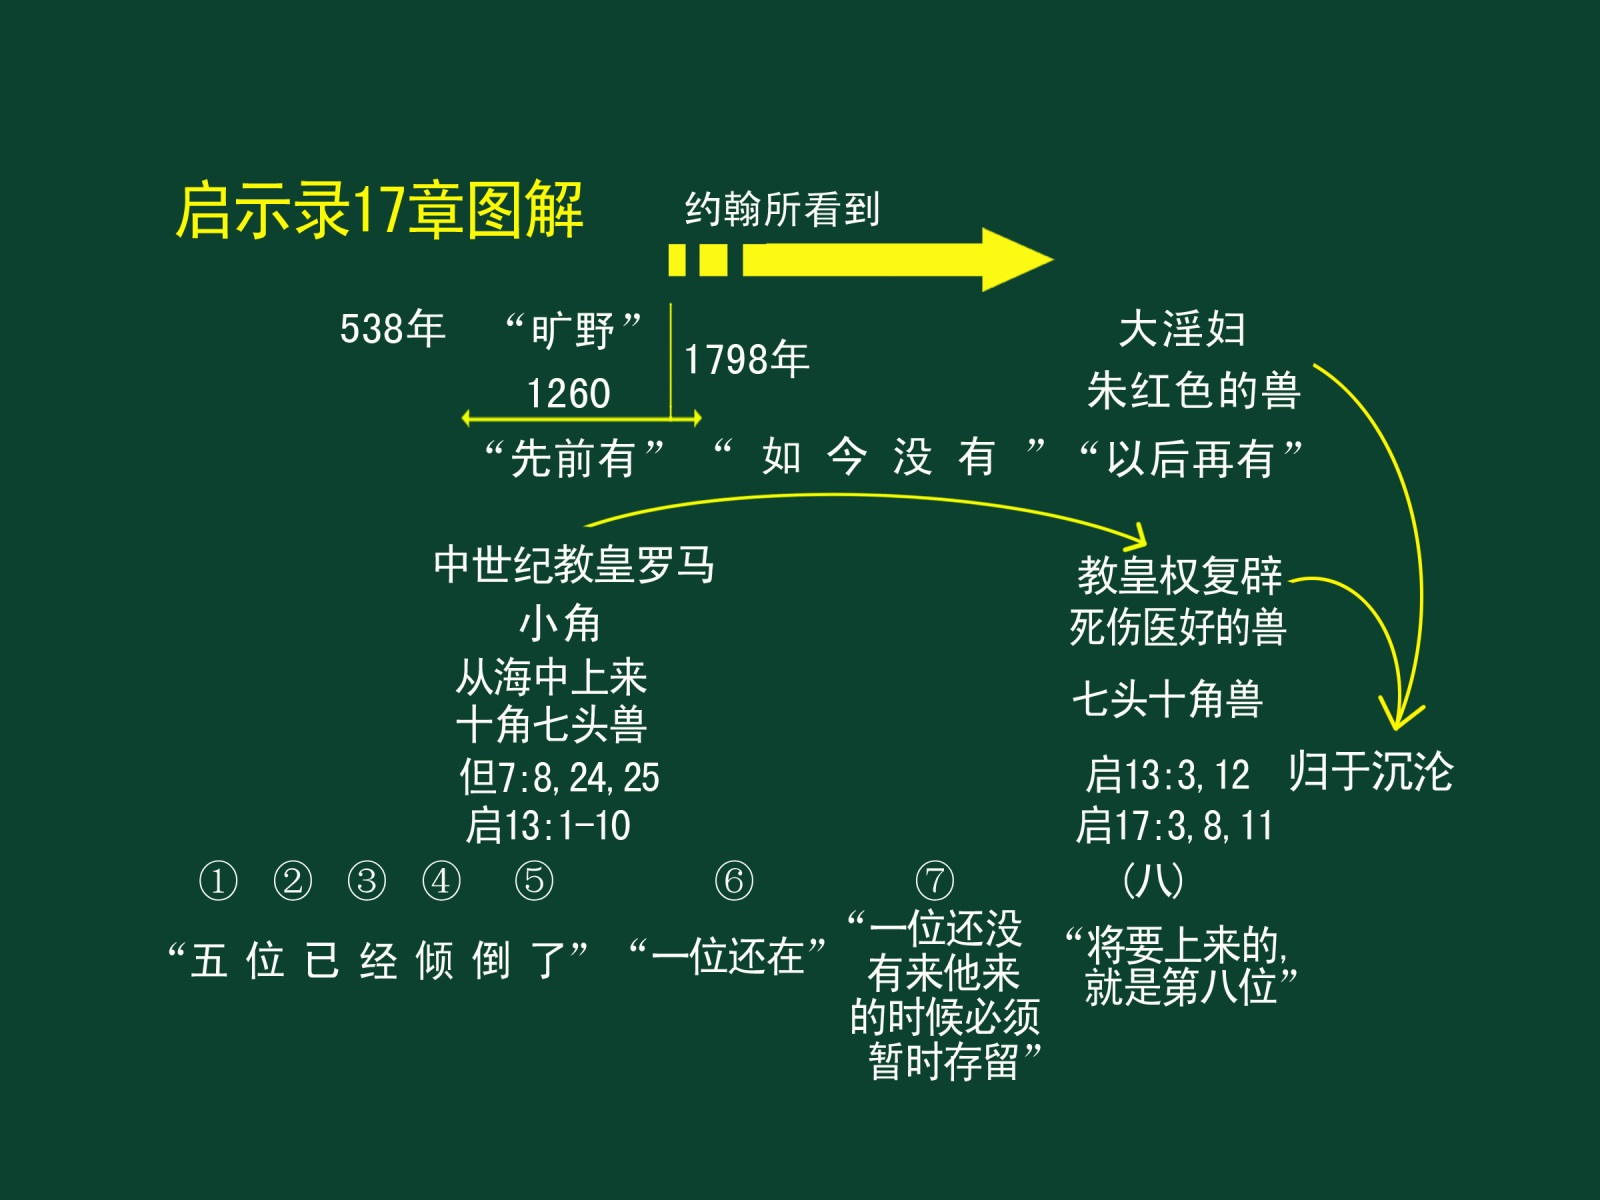 启示录17章图解
约翰所看到
538年
“旷野”
1798年
1260
大淫妇
朱红色的兽
“先前有”
“如今没有”
“以后再有”
中世纪教皇罗马
小角
从海中上来
十角七头兽
但7:8,24,25
启13:1-10
教皇权复辟
死伤医好的兽
七头十角兽
启13:3,12
启17:3,8,11
(八)
归于沉沦
① ② ③ ④ ⑤ ⑥ ⑦
“五位已经倾倒了”
“一位还在”
“一位还没
有来他来
的时候必须
暂时存留”
“将要上来的,
就是第八位”